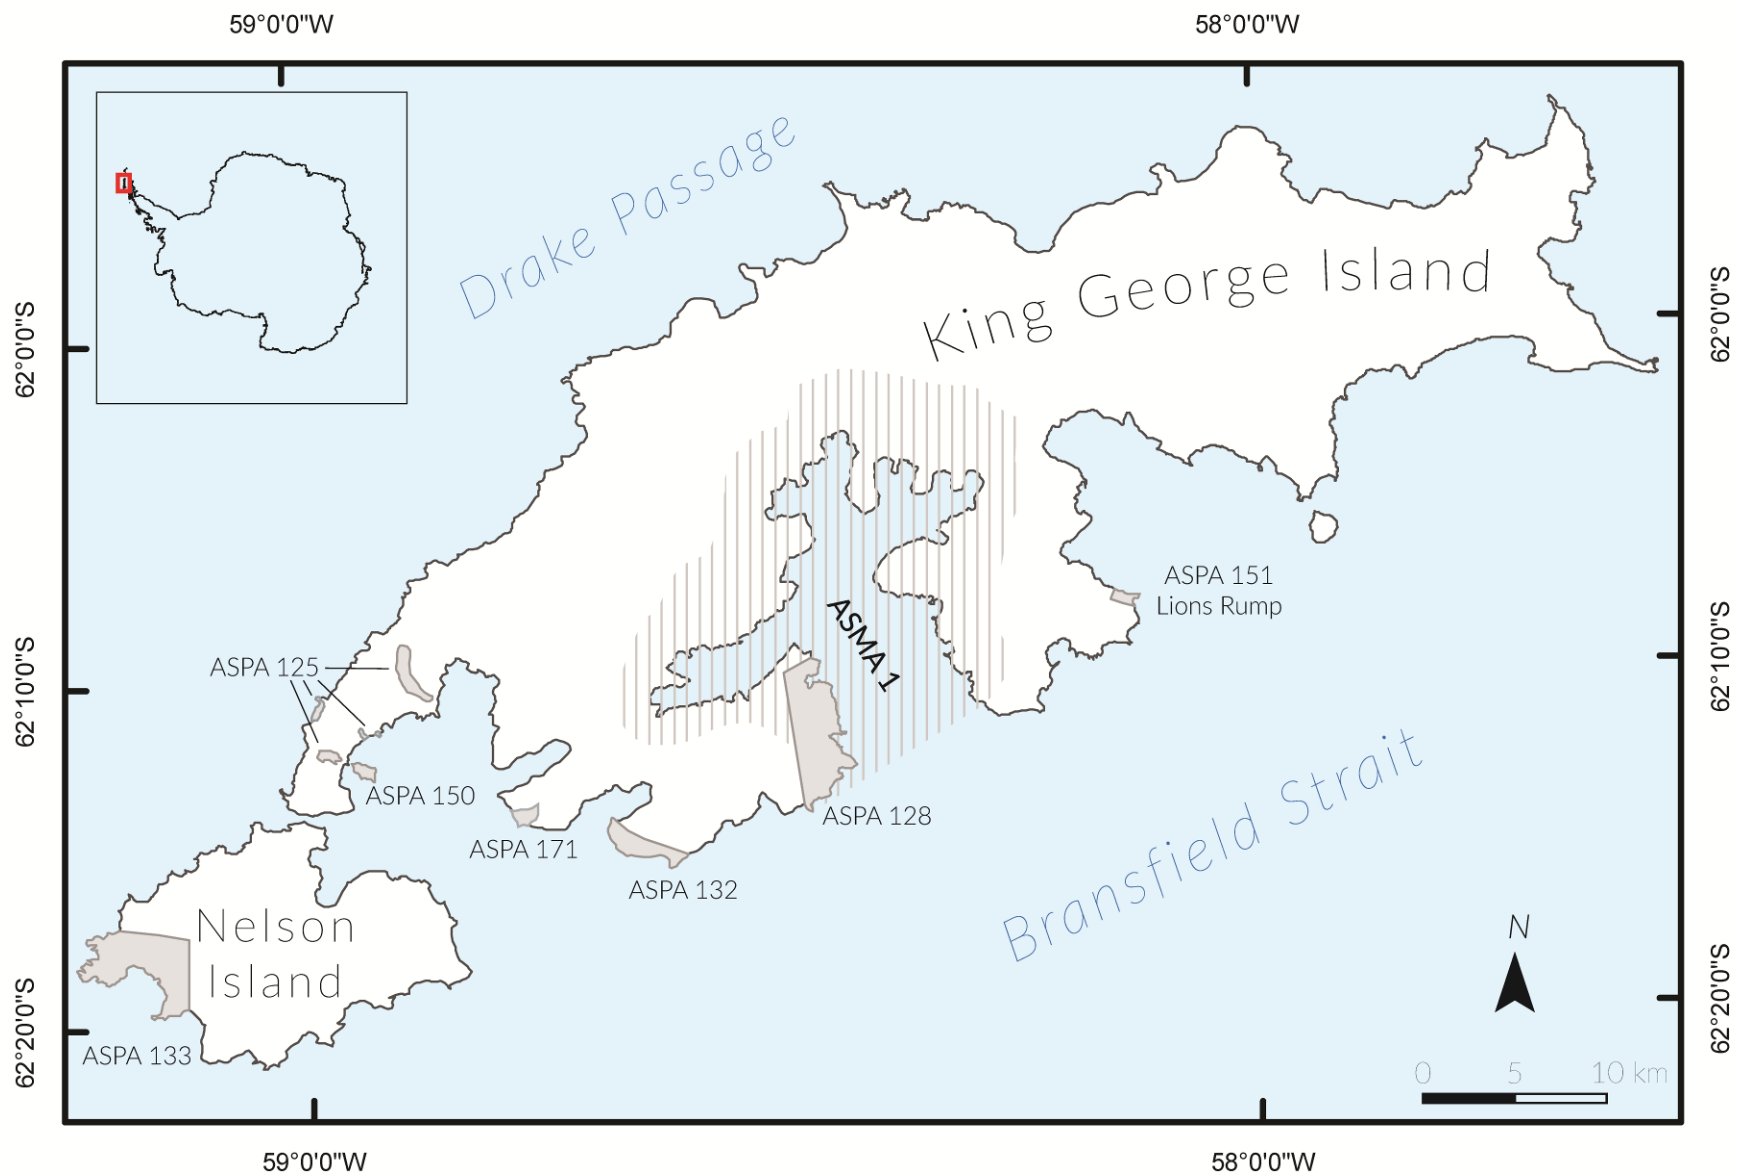 59°0'0"W
58°0'0"W
Drake Passage
King George Island
62°0'0"S
62°0'0"S
ASPA 151
Lions Rump
ASMA 1
ASPA 125
62°10'0"S
62°10'0"S
ASPA 150
ASPA 128
ASPA 171
ASPA 132
Bransfield Strait
Nelson
Island
N
62°20'0"S
62°20'0"S
ASPA 133
0 5 10 km
59°0'0"W
58°0'0"W